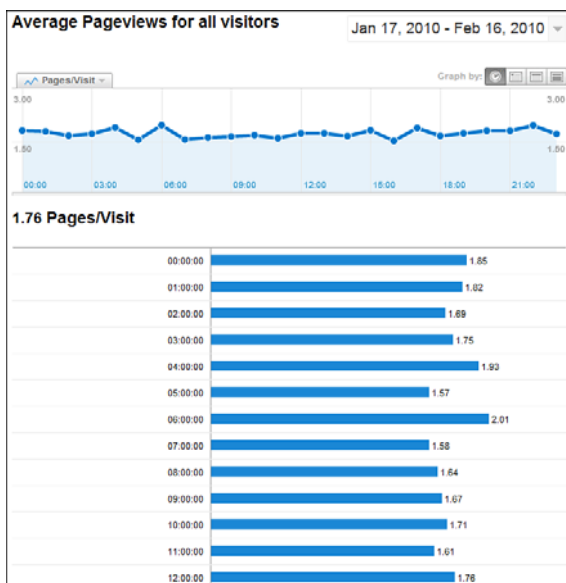 Average Pageviews for all visitors
Jan 17, 2010 - Feb 16, 2010
Pages/Visit
Graph by:
3.00 3.00
1.50 1.50
00:00 03:00 06:00 09:00 12:00 15:00 18:00 21:00
1.76 Pages/Visit
00:00:00 1.85
01:00:00 1.82
02:00:00 1.69
03:00:00 1.75
04:00:00 1.93
05:00:00 1.57
06:00:00 2.01
07:00:00 1.58
08:00:00 1.64
09:00:00 1.67
10:00:00 1.71
11:00:00 1.61
12:00:00 1.76